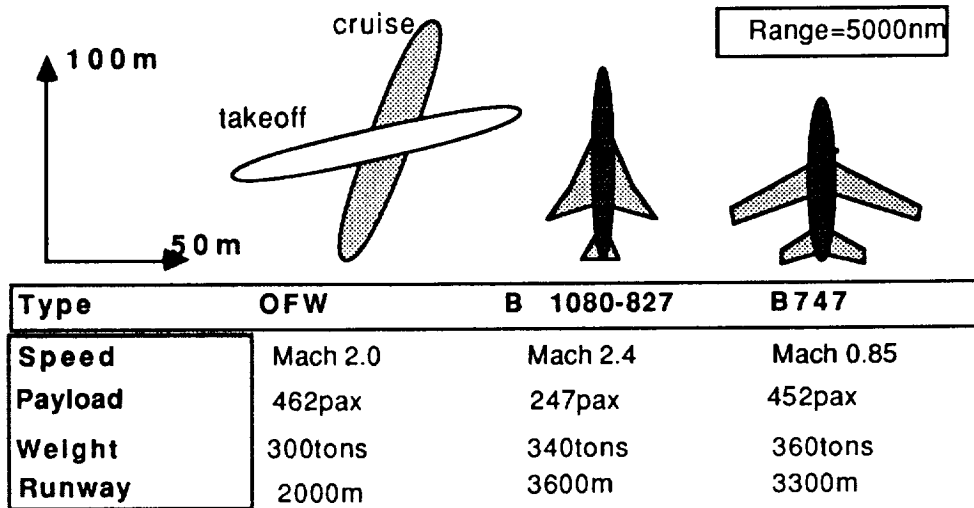 cruise
Range=5000nm
100m
takeoff
50m
Type OFW B 1080-827 B747
Speed Mach 2.0 Mach 2.4 Mach 0.85
Payload 462pax 247pax 452pax
Weight 300tons 340tons 360tons
Runway 2000m 3600m 3300m